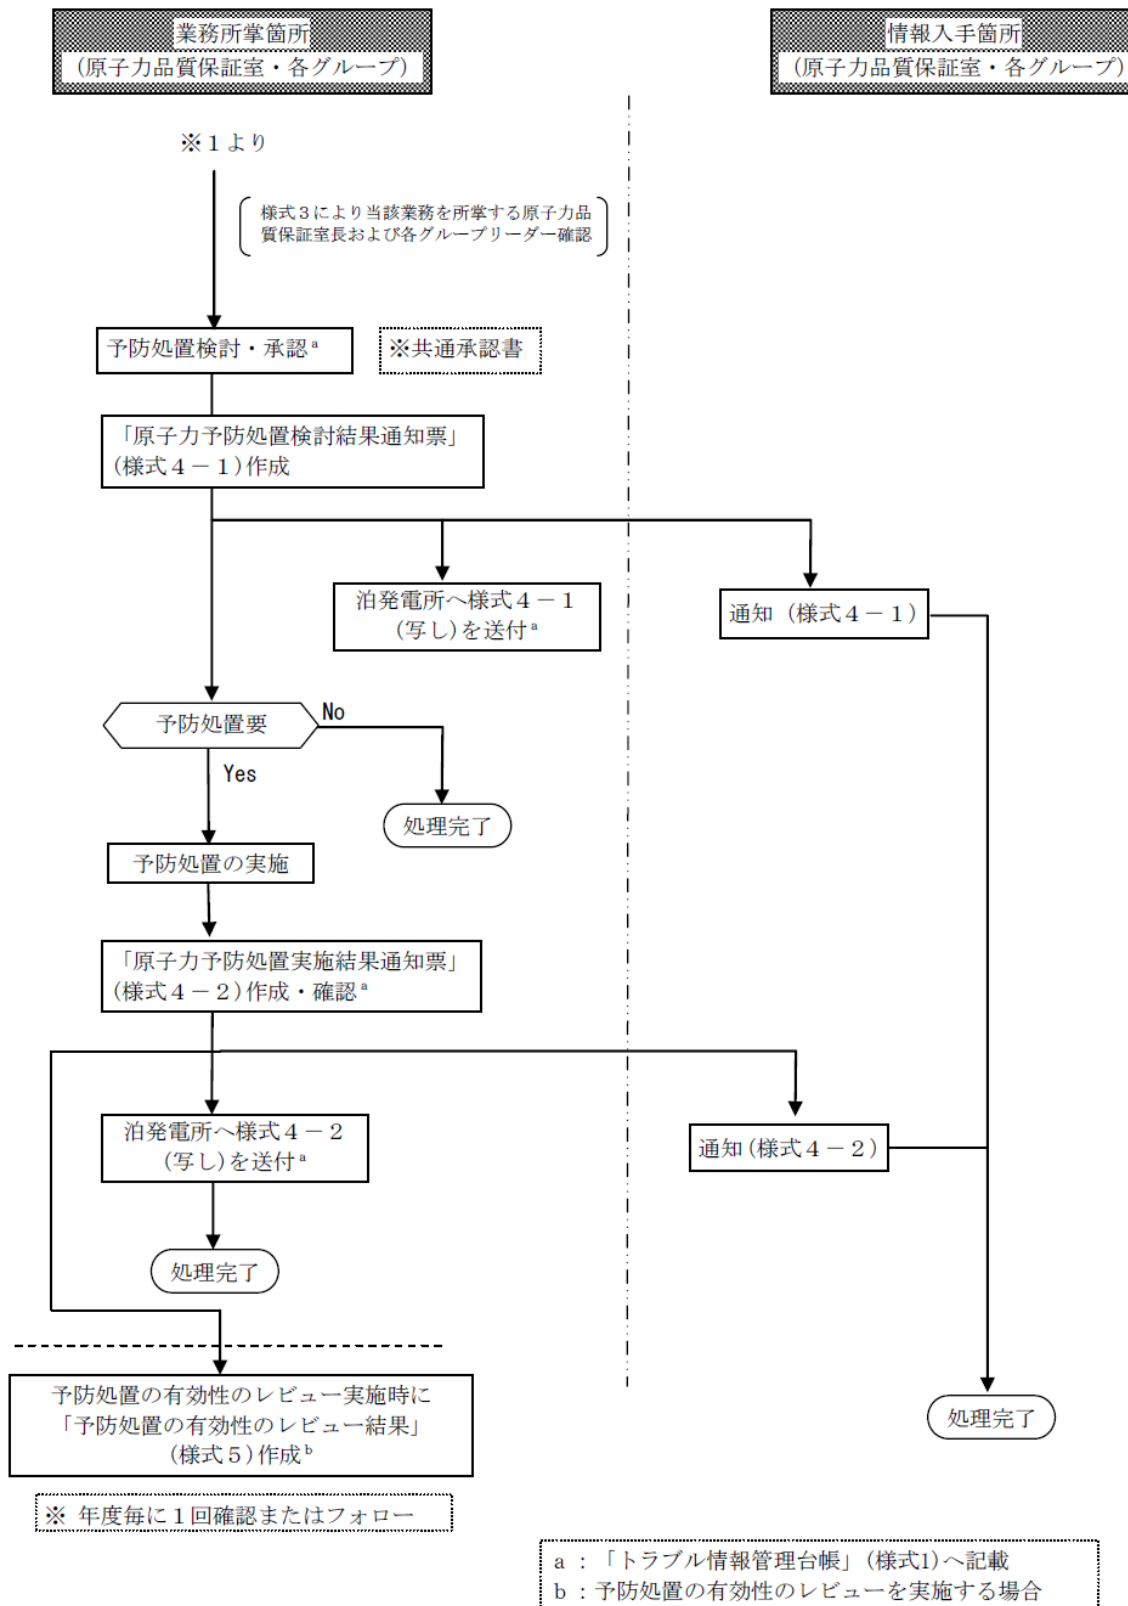 業務所掌箇所
(原子力品質保証室・各グループ)
情報入手箇所
(原子力品質保証室・各グループ)
※１より
様式３により当該業務を所掌する原子力品
質保証室長および各グループリーダー確認
予防処置検討・承認a
※共通承認書
「原子力予防処置検討結果通知票」
(様式４－１)作成
泊発電所へ様式４－１
(写し)を送付a
通知（様式４－１）
予防処置要
No
Yes
処理完了
予防処置の実施
「原子力予防処置実施結果通知票」
(様式４－２)作成・確認a
泊発電所へ様式４－２
(写し)を送付a
通知(様式４－２)
処理完了
予防処置の有効性のレビュー実施時に
「予防処置の有効性のレビュー結果」
(様式５)作成b
処理完了
※ 年度毎に１回確認またはフォロー
a：「トラブル情報管理台帳」(様式1)へ記載
b：予防処置の有効性のレビューを実施する場合